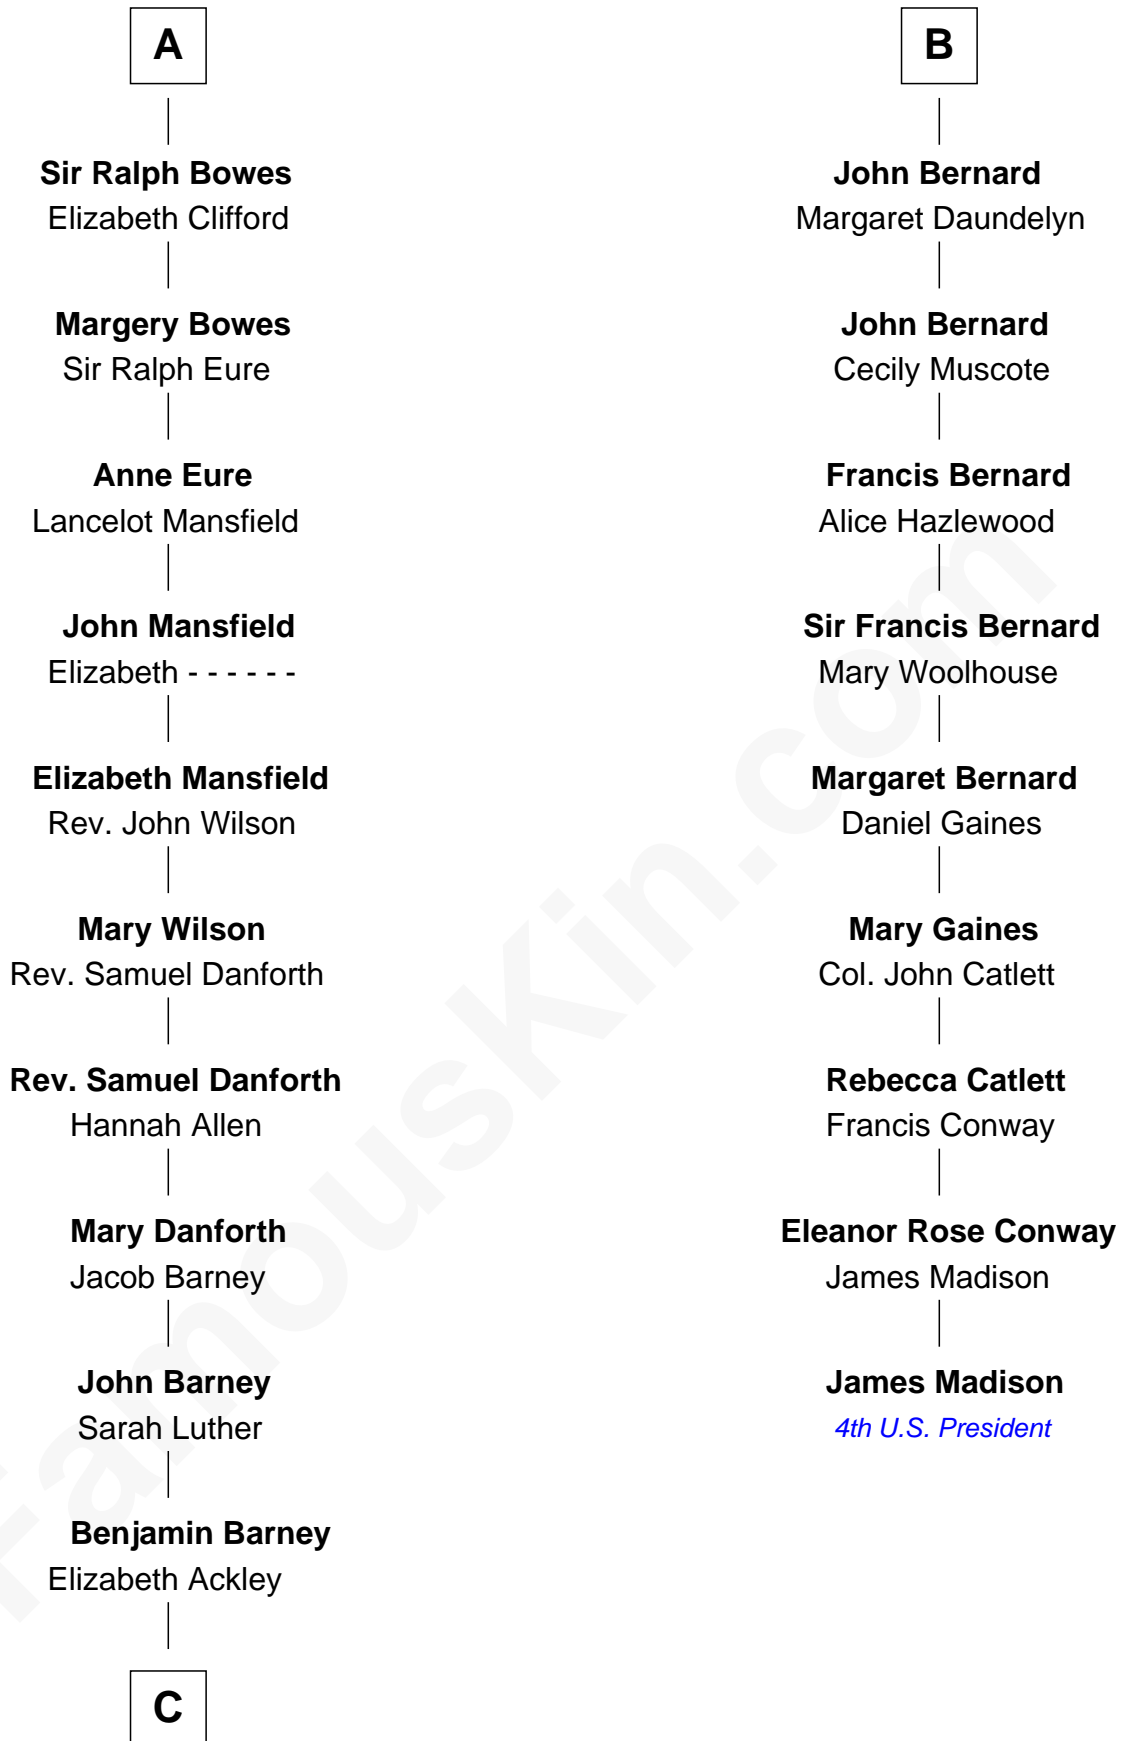 A
Sir Ralph Bowes
Elizabeth Clifford
Margery Bowes
Sir Ralph Eure
Anne Eure
Lancelot Mansfield
John Mansfield
Elizabeth - - - - - -
Elizabeth Mansfield
Rev. John Wilson
Mary Wilson
Rev. Samuel Danforth
Rev. Samuel Danforth
Hannah Allen
Mary Danforth
Jacob Barney
John Barney
Sarah Luther
Benjamin Barney
Elizabeth Ackley
C
B
John Bernard
Margaret Daundelyn
John Bernard
Cecily Muscote
Francis Bernard
Alice Hazlewood
Sir Francis Bernard
Mary Woolhouse
Margaret Bernard
Daniel Gaines
Mary Gaines
Col. John Catlett
Rebecca Catlett
Francis Conway
Eleanor Rose Conway
James Madison
James Madison
4th U.S. President
FamousKin.com